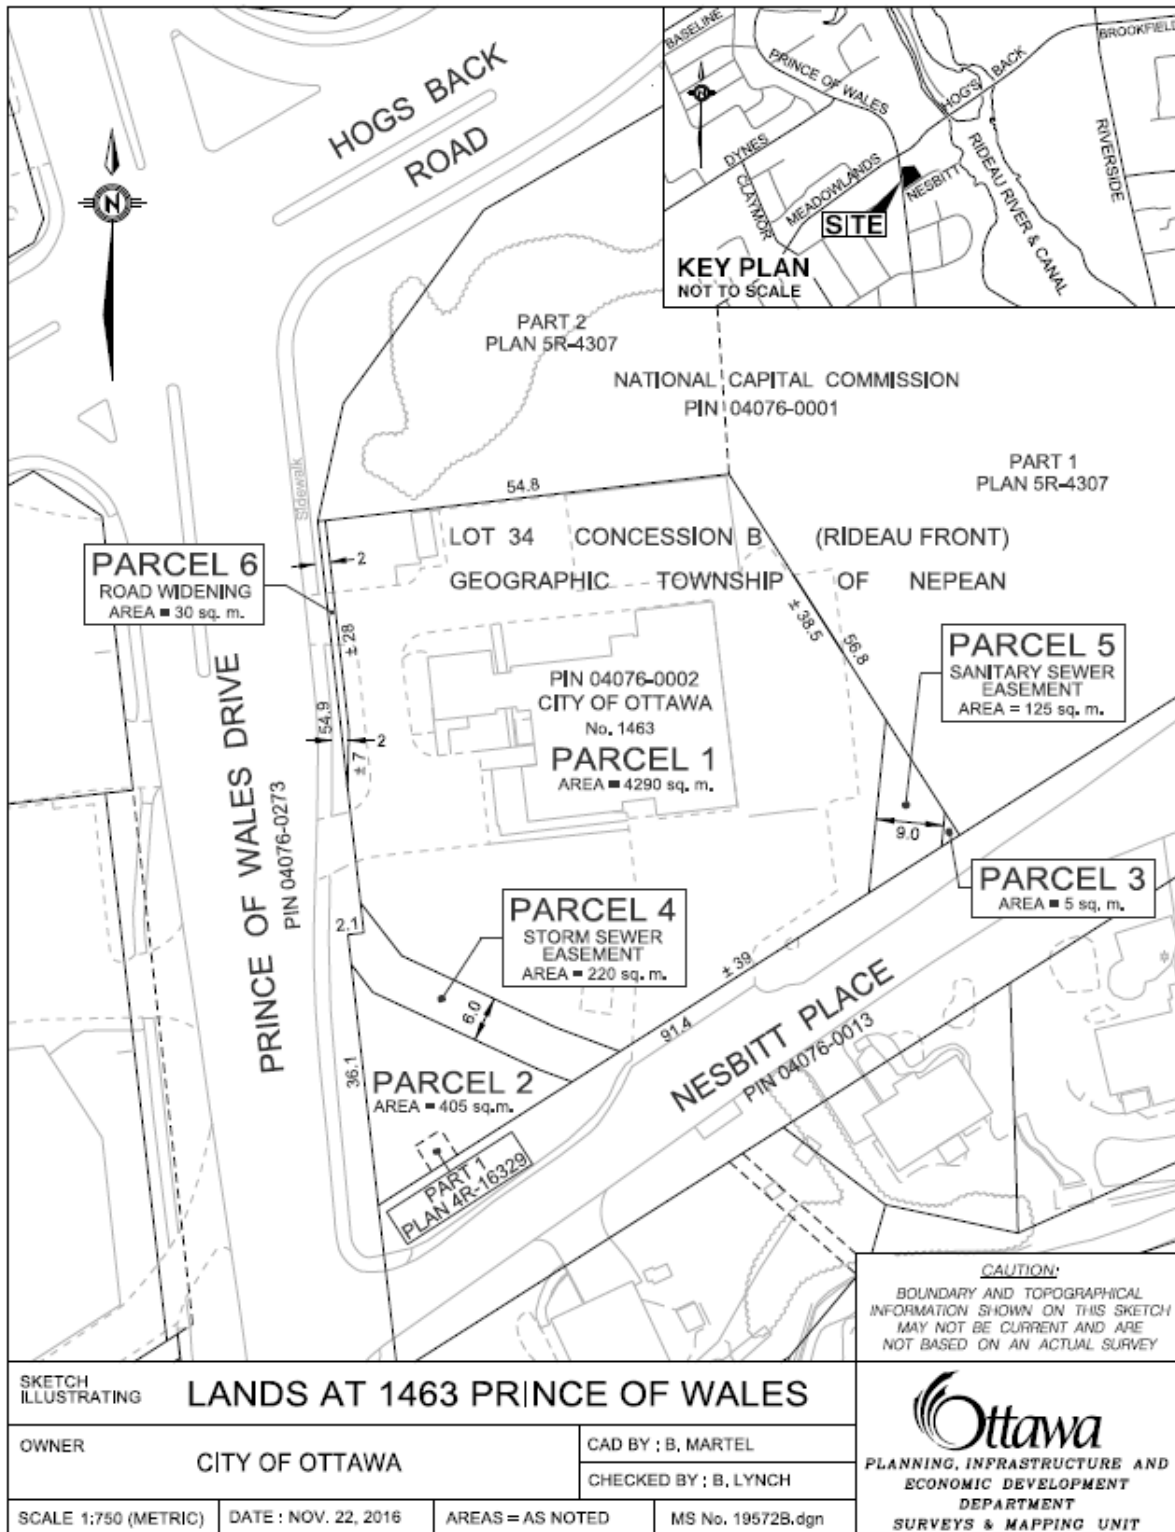 HOGS BACK
ROAD
N
BASELINE
PRINCE OF WALES
BROOKFIELD
HOG'S BACK
DYNES
CLAYMOR
MEADOWLANDS
NESBITT
RIVERSIDE
RIDEAU RIVER & CANAL
SITE
KEY PLAN
NOT TO SCALE
PART 2
PLAN 5R-4307
NATIONAL CAPITAL COMMISSION
PIN 04076-0001
PART 1
PLAN 5R-4307
Sidewalk
54.8
LOT 34 CONCESSION B (RIDEAU FRONT)
GEOGRAPHIC TOWNSHIP OF NEPEAN
PARCEL 6
ROAD WIDENING
AREA = 30 sq. m.
2
± 28
54.9
2
± 7
± 38.5
56.8
PIN 04076-0002
CITY OF OTTAWA
No. 1463
PARCEL 1
AREA = 4290 sq. m.
PARCEL 5
SANITARY SEWER
EASEMENT
AREA = 125 sq. m.
9.0
PARCEL 3
AREA = 5 sq. m.
PRINCE OF WALES DRIVE
PIN 04076-0273
2.1
PARCEL 4
STORM SEWER
EASEMENT
AREA = 220 sq. m.
6.0
± 39
91.4
NESBITT PLACE
PIN 04076-0013
36.1
PARCEL 2
AREA = 405 sq.m.
PART 1
PLAN 4R-16329
CAUTION:
BOUNDARY AND TOPOGRAPHICAL
INFORMATION SHOWN ON THIS SKETCH
MAY NOT BE CURRENT AND ARE
NOT BASED ON AN ACTUAL SURVEY
SKETCH
ILLUSTRATING
LANDS AT 1463 PRINCE OF WALES
OWNER
CITY OF OTTAWA
CAD BY : B. MARTEL
CHECKED BY : B. LYNCH
SCALE 1:750 (METRIC)
DATE : NOV. 22, 2016
AREAS = AS NOTED
MS No. 19572B.dgn
Ottawa
PLANNING, INFRASTRUCTURE AND
ECONOMIC DEVELOPMENT
DEPARTMENT
SURVEYS & MAPPING UNIT